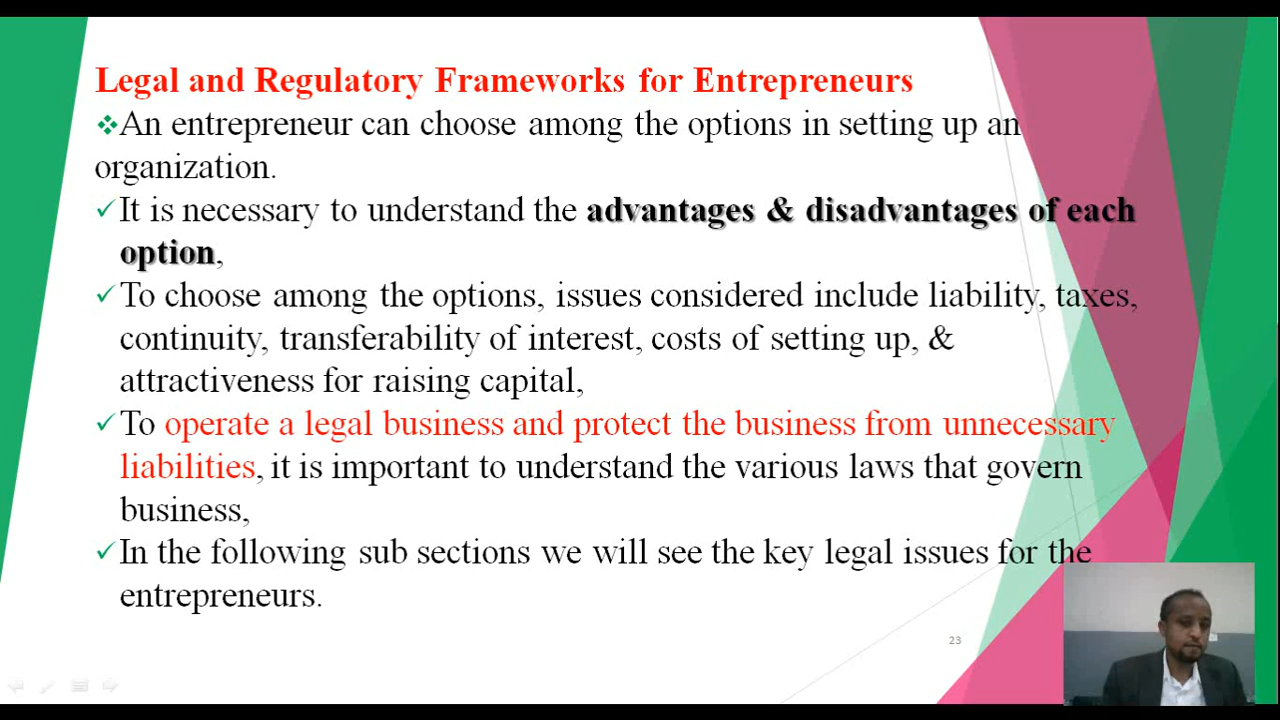 Legal and Regulatory Frameworks for Entrepreneurs
❖An entrepreneur can choose among the options in setting up an
organization.
✓It is necessary to understand the advantages & disadvantages of each
option,
✓To choose among the options, issues considered include liability, taxes,
continuity, transferability of interest, costs of setting up, &
attractiveness for raising capital,
✓To operate a legal business and protect the business from unnecessary
liabilities, it is important to understand the various laws that govern
business,
✓In the following sub sections we will see the key legal issues for the
entrepreneurs.
23